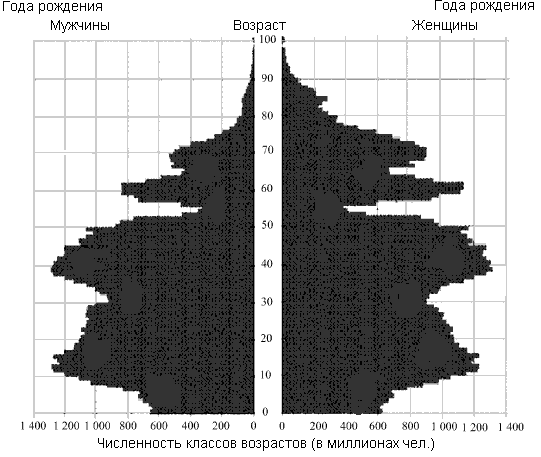 Года рождения
Года рождения
Мужчины
Возраст
Женщины
100
90
80
70
60
50
40
30
20
10
0
1 400 1 200 1 000 800 600 400 200 0 0 200 400 600 800 1 000 1 200 1 400
Численность классов возрастов (в миллионах чел.)